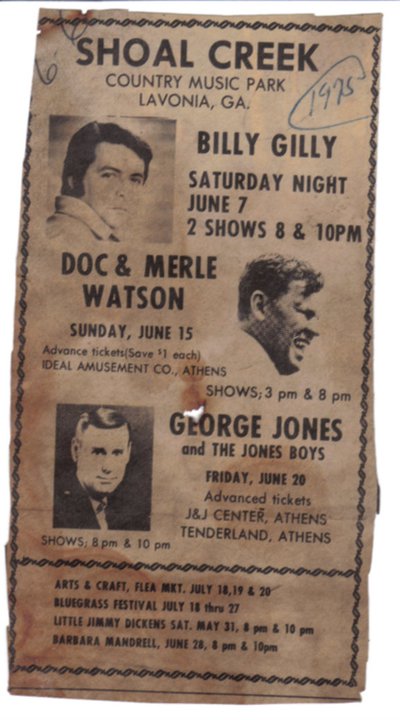 SHOAL CREEK
COUNTRY MUSIC PARK
LAVONIA, GA.
1975
BILLY GILLY
SATURDAY NIGHT
JUNE 7
2 SHOWS 8 & 10PM
DOC & MERLE
WATSON
SUNDAY, JUNE 15
Advance tickets(Save $1 each)
IDEAL AMUSEMENT CO., ATHENS
SHOWS; 3 pm & 8 pm
GEORGE JONES
and THE JONES BOYS
FRIDAY, JUNE 20
Advanced tickets
J&J CENTER, ATHENS
TENDERLAND, ATHENS
SHOWS; 8 pm & 10 pm
ARTS & CRAFT, FLEA MKT. JULY 18,19 & 20
BLUEGRASS FESTIVAL JULY 18 thru 27
LITTLE JIMMY DICKENS SAT. MAY 31, 8 pm & 10 pm
BARBARA MANDRELL, JUNE 28, 8 pm & 10pm